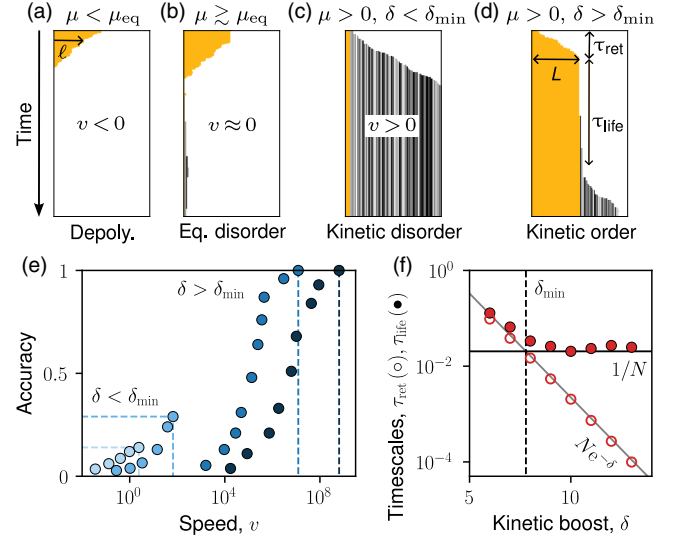 (a) μ < μeq
(b) μ ⪆ μeq
(c) μ > 0, δ < δmin
(d) μ > 0, δ > δmin
Time
ℓ
v < 0
v ≈ 0
v > 0
L
τret
τlife
Depoly.
Eq. disorder
Kinetic disorder
Kinetic order
(e)
Accuracy
1
0.5
0
δ > δmin
δ < δmin
10^0
10^4
10^8
Speed, v
(f)
Timescales, τret (○), τlife (●)
10^0
10^−2
10^−4
δmin
1/N
Ne^−δ
5
10
Kinetic boost, δ